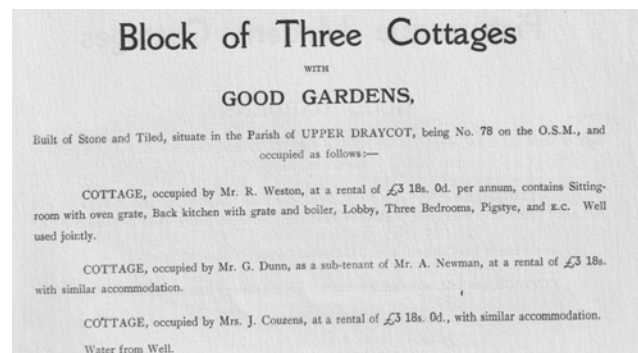 Block of Three Cottages
WITH
GOOD GARDENS,
Built of Stone and Tiled, situate in the Parish of UPPER DRAYCOT, being No. 78 on the O.S.M., and
occupied as follows:—
COTTAGE, occupied by Mr. R. Weston, at a rental of £3 18s. 0d. per annum, contains Sitting-
room with oven grate, Back kitchen with grate and boiler, Lobby, Three Bedrooms, Pigstye, and E.C. Well
used jointly.
COTTAGE, occupied by Mr. G. Dunn, as a sub-tenant of Mr. A. Newman, at a rental of £3 18s.
with similar accommodation.
COTTAGE, occupied by Mrs. J. Couzens, at a rental of £3 18s. 0d., with similar accommodation.
Water from Well.